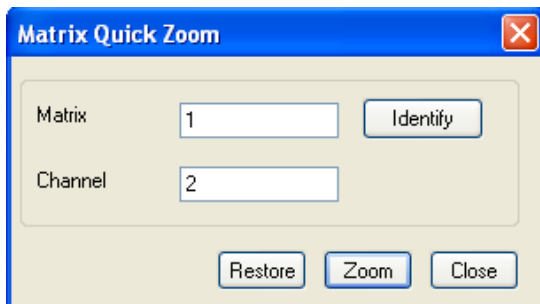 Matrix Quick Zoom
Matrix 1 Identify
Channel 2
Restore Zoom Close